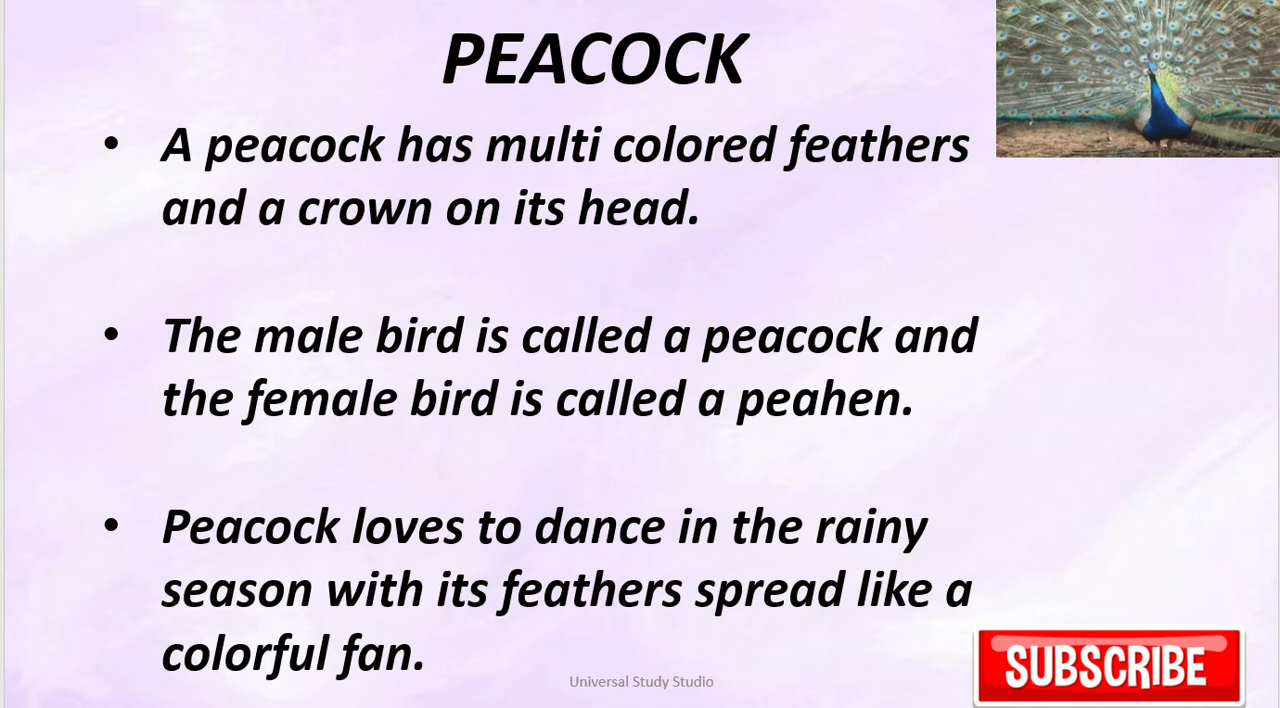 PEACOCK
• A peacock has multi colored feathers
and a crown on its head.
• The male bird is called a peacock and
the female bird is called a peahen.
• Peacock loves to dance in the rainy
season with its feathers spread like a
colorful fan.
Universal Study Studio
SUBSCRIBE